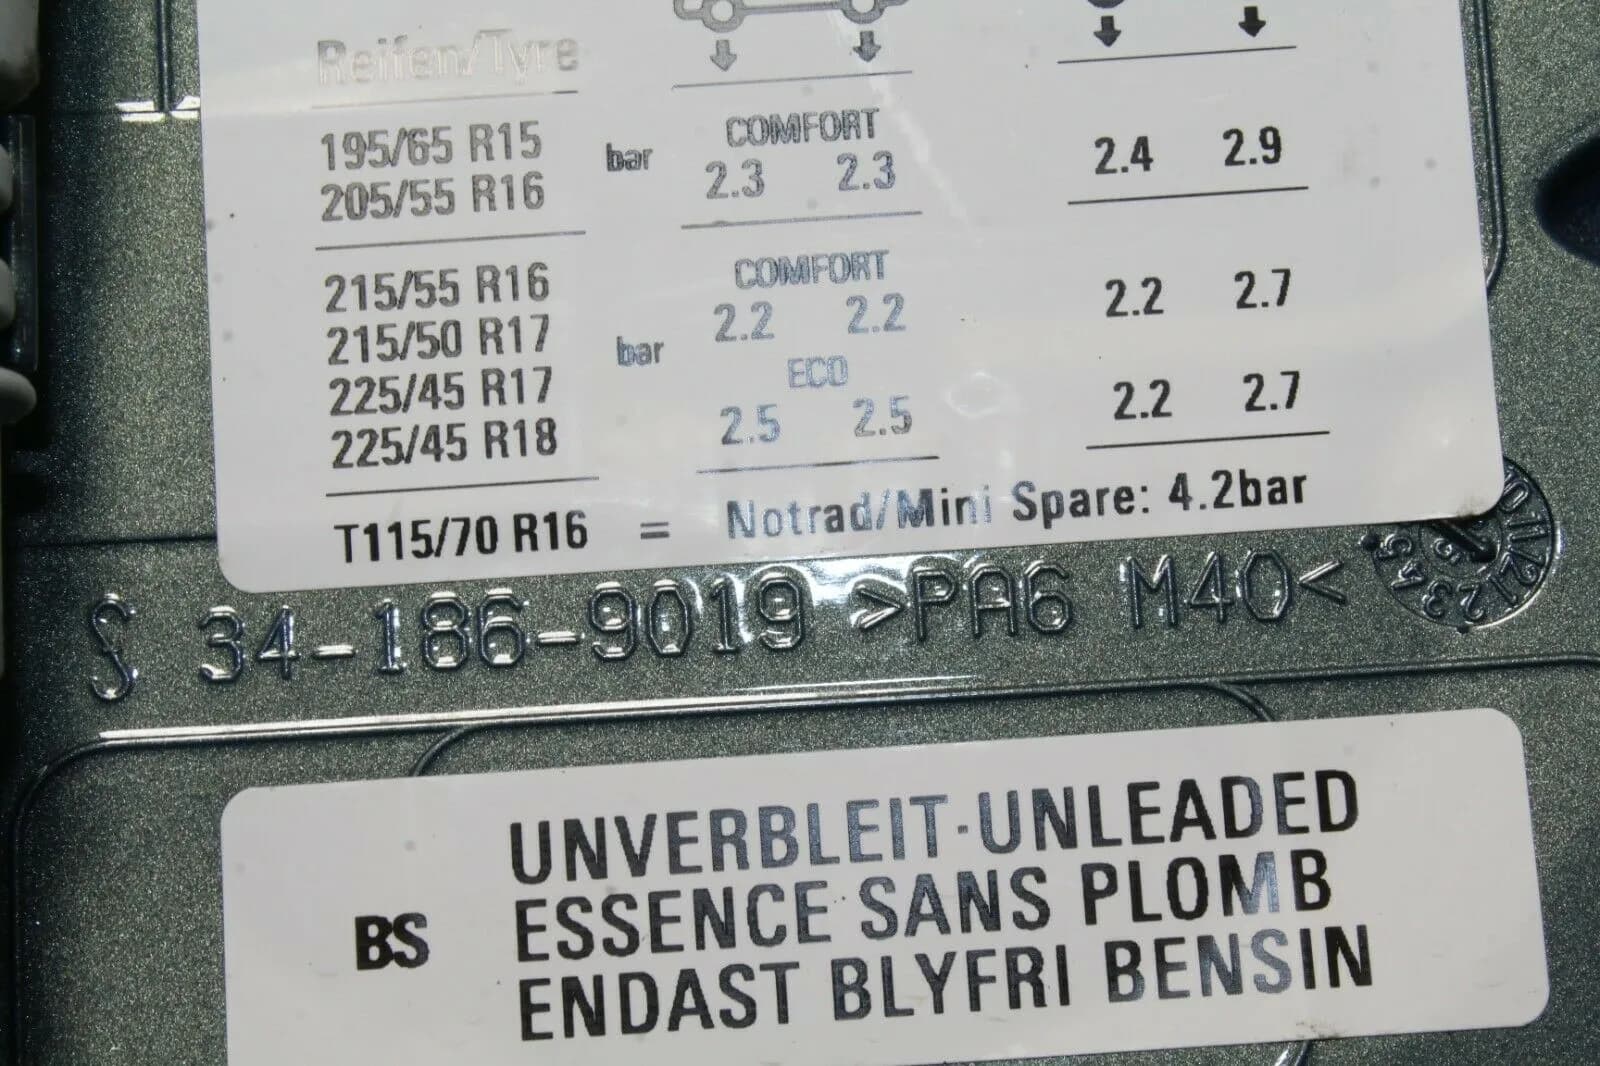 Reifen/Tyre
195/65 R15
205/55 R16
bar
COMFORT
2.3 2.3
2.4 2.9
215/55 R16
215/50 R17
225/45 R17
225/45 R18
bar
COMFORT
2.2 2.2
2.2 2.7
ECO
2.5 2.5
2.2 2.7
T115/70 R16 = Notrad/Mini Spare: 4.2bar
34-186-9019 >PA6 M40<
BS
UNVERBLEIT-UNLEADED
ESSENCE SANS PLOMB
ENDAST BLYFRI BENSIN